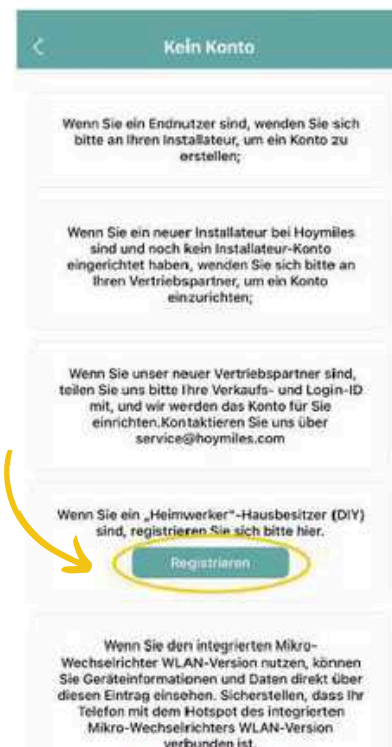 Kein Konto
Wenn Sie ein Endnutzer sind, wenden Sie sich
bitte an Ihren Installateur, um ein Konto zu
erstellen;
Wenn Sie ein neuer Installateur bei Hoymiles
sind und noch kein Installateur-Konto
eingerichtet haben, wenden Sie sich bitte an
Ihren Vertriebspartner, um ein Konto
einzurichten;
Wenn Sie unser neuer Vertriebspartner sind,
teilen Sie uns bitte Ihre Verkaufs- und Login-ID
mit, und wir werden das Konto für Sie
einrichten.Kontaktieren Sie uns über
service@hoymiles.com
Wenn Sie ein „Heimwerker"-Hausbesitzer (DIY)
sind, registrieren Sie sich bitte hier.
Registrieren
Wenn Sie den integrierten Mikro-
Wechselrichter WLAN-Version nutzen, können
Sie Geräteinformationen und Daten direkt über
diesen Eintrag einsehen. Sicherstellen, dass Ihr
Telefon mit dem Hotspot des integrierten
Mikro-Wechselrichters WLAN-Version
verbunden ist.